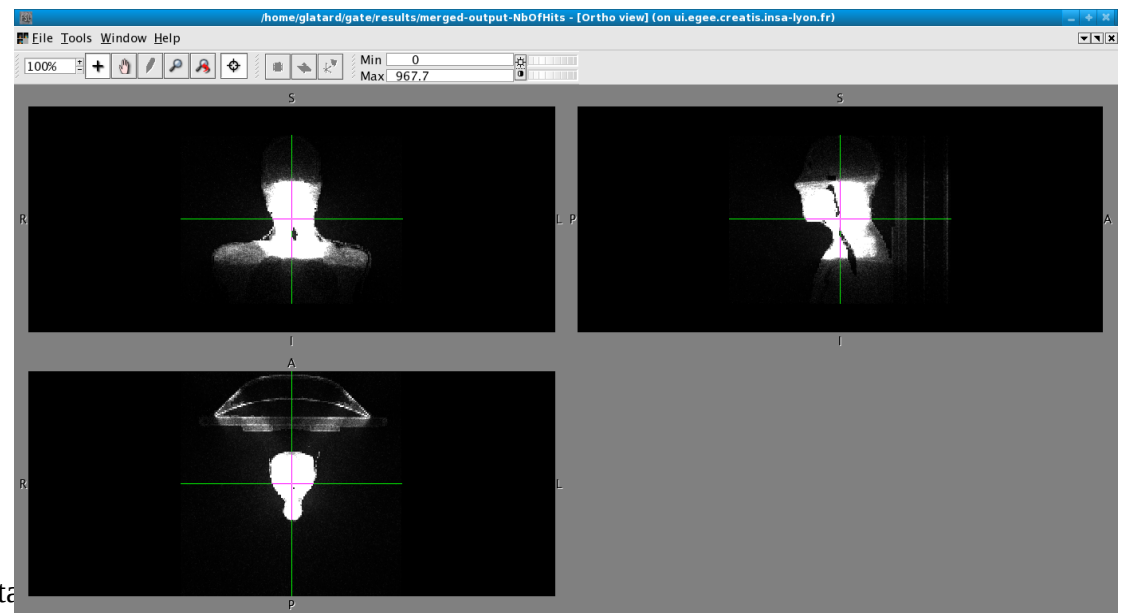 /home/glatard/gate/results/merged-output-NbOfHits - [Ortho view] (on ui.egee.creatis.insa-lyon.fr)
File Tools Window Help
100%
Min 0
Max 967.7
S
S
R
L
P
A
I
I
A
R
L
P